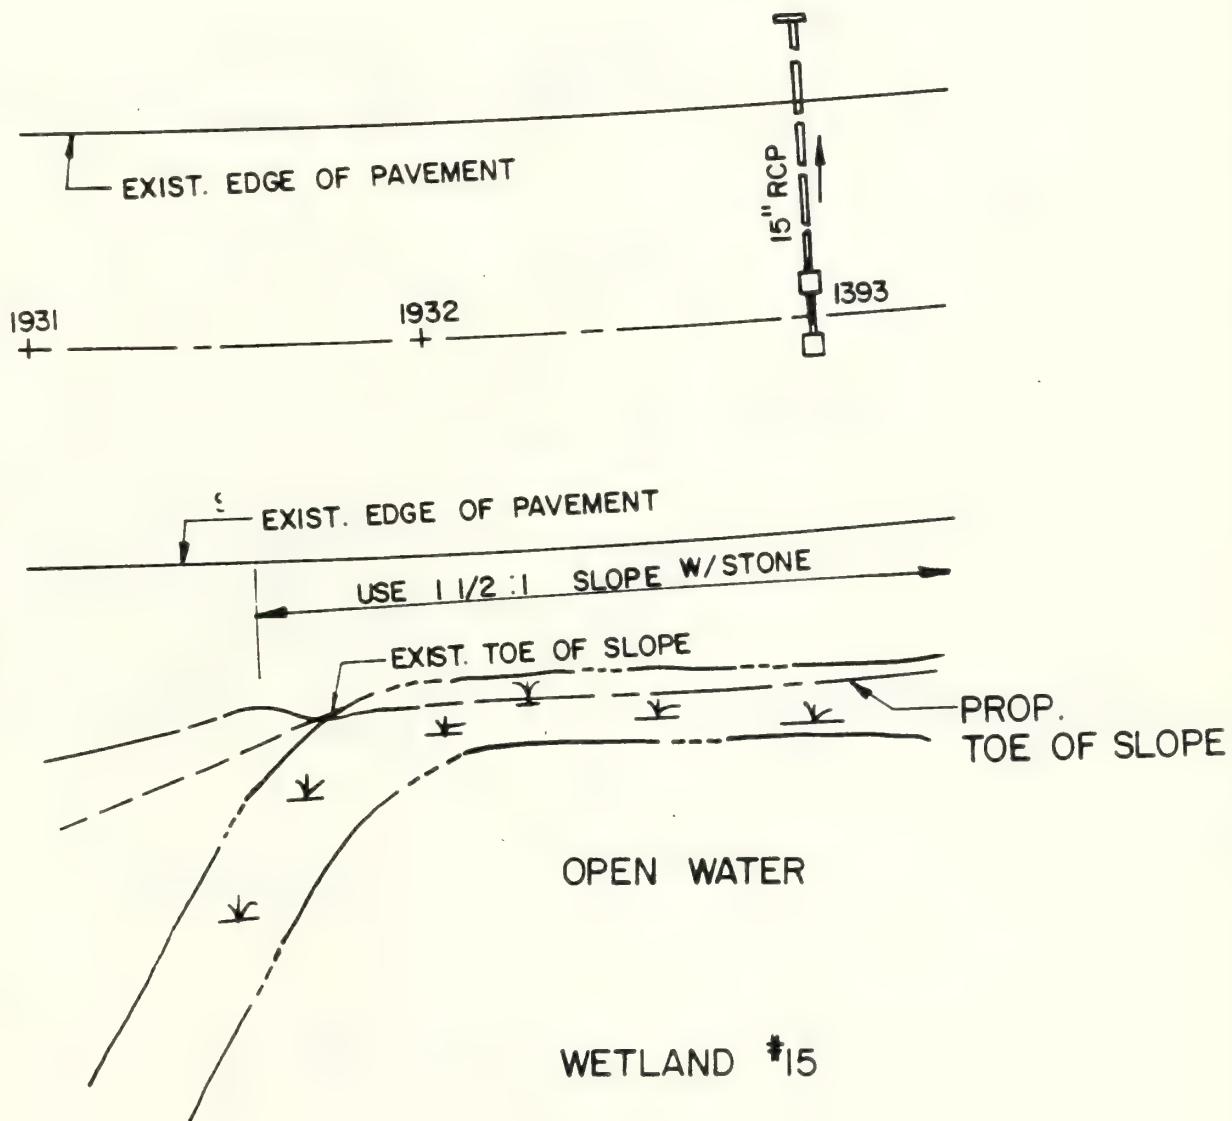 EXIST. EDGE OF PAVEMENT
15" RCP
1931
1932
1393
EXIST. EDGE OF PAVEMENT
USE 1 1/2 : 1 SLOPE W/STONE
EXIST. TOE OF SLOPE
PROP.
TOE OF SLOPE
OPEN WATER
WETLAND #15